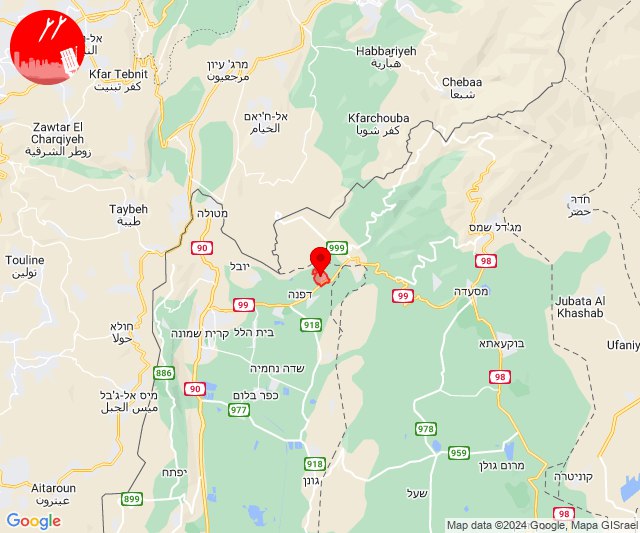 אל-
Kfar Tebnit
כפר תבנית
מרג' עיון
مرجعيون
Habbariyeh
هبارية
Chebaa
شبعا
Kfarchouba
كفر شوبا
אל-ח'יאם
الخيام
Zawtar El
Charqiyeh
زوطر الشرقية
Taybeh
طيبة
מטולה
חדר
حضر
מג'דל שמס
Touline
تولين
90
999
98
יובל
99
דפנה
99
מסעדה
Jubata Al
Khashab
חולא
حولا
קרית שמונה
בית הלל
918
בוקעאתא
Ufaniy
886
שדה נחמיה
מיס אל-ג'בל
ميس الجبل
90
כפר בלום
977
98
978
959
יפתח
918
גונן
מרום גולן
קוניטרה
Aitaroun
عيترون
899
שעל
98
Google
Map data ©2024 Google, Mapa GISrael